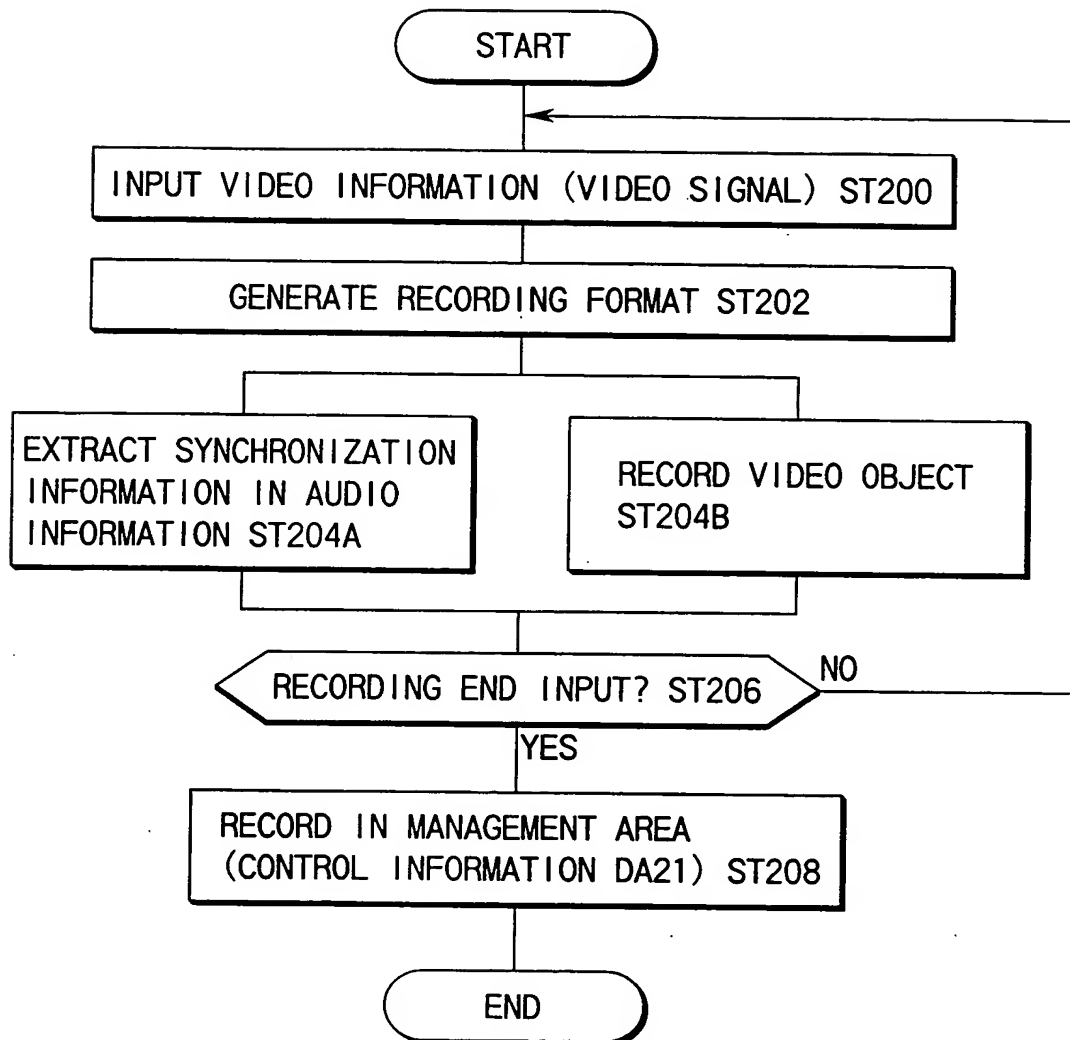 START
INPUT VIDEO INFORMATION (VIDEO SIGNAL) ST200
GENERATE RECORDING FORMAT ST202
EXTRACT SYNCHRONIZATION
INFORMATION IN AUDIO
INFORMATION ST204A
RECORD VIDEO OBJECT
ST204B
RECORDING END INPUT? ST206
NO
YES
RECORD IN MANAGEMENT AREA
(CONTROL INFORMATION DA21) ST208
END